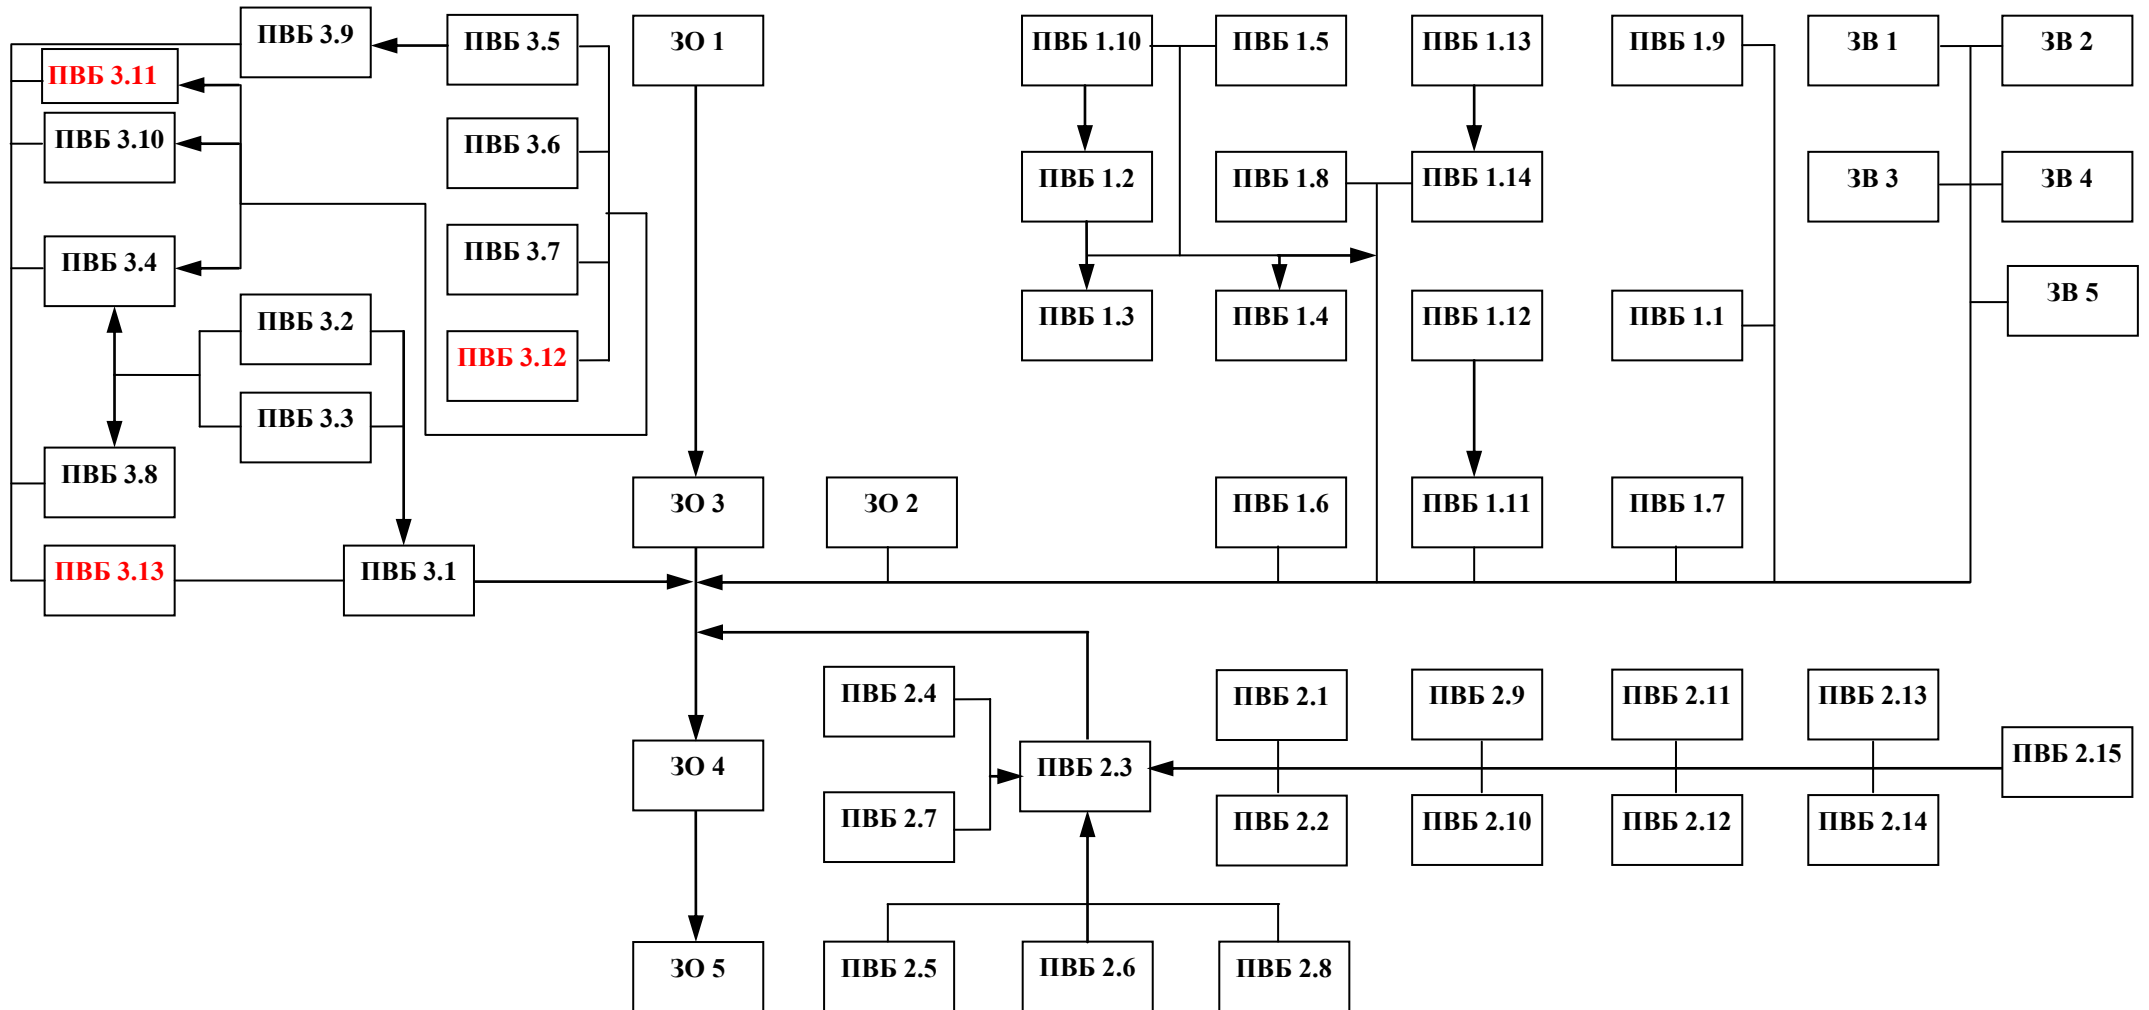 ПВБ 3.9
ПВБ 3.5
ЗО 1
ПВБ 1.10
ПВБ 1.5
ПВБ 1.13
ПВБ 1.9
ЗВ 1
ЗВ 2
ПВБ 3.11
ПВБ 3.10
ПВБ 3.6
ПВБ 1.2
ПВБ 1.8
ПВБ 1.14
ЗВ 3
ЗВ 4
ПВБ 3.4
ПВБ 3.7
ЗВ 5
ПВБ 3.2
ПВБ 1.3
ПВБ 1.4
ПВБ 1.12
ПВБ 1.1
ПВБ 3.12
ПВБ 3.3
ПВБ 3.8
ЗО 3
ЗО 2
ПВБ 1.6
ПВБ 1.11
ПВБ 1.7
ПВБ 3.13
ПВБ 3.1
ПВБ 2.4
ПВБ 2.1
ПВБ 2.9
ПВБ 2.11
ПВБ 2.13
ЗО 4
ПВБ 2.3
ПВБ 2.15
ПВБ 2.7
ПВБ 2.2
ПВБ 2.10
ПВБ 2.12
ПВБ 2.14
ЗО 5
ПВБ 2.5
ПВБ 2.6
ПВБ 2.8